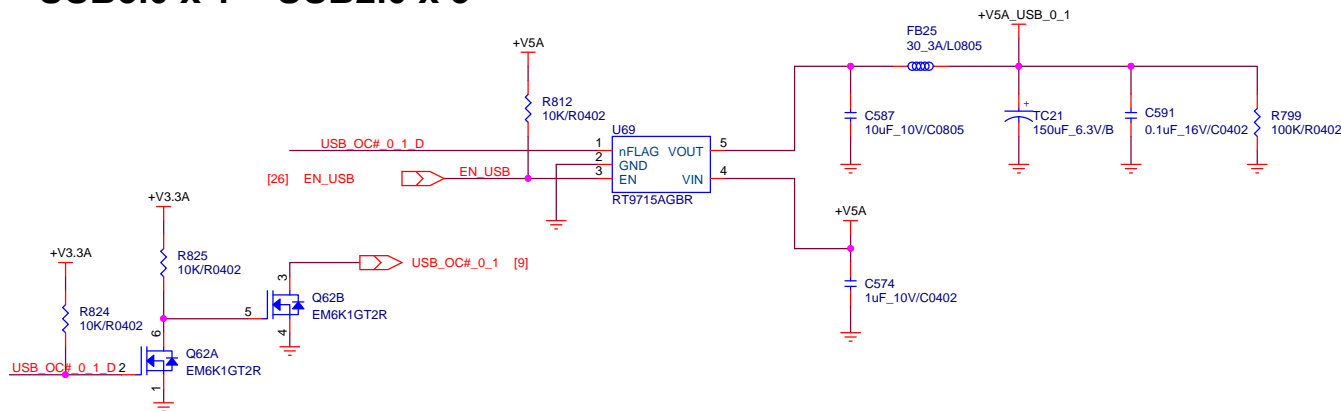 +V5A_USB_0_1
FB25
30_3A/L0805
+V5A
R812
10K/R0402
C587
10uF_10V/C0805
+
TC21
150uF_6.3V/B
C591
0.1uF_16V/C0402
R799
100K/R0402
U69
USB_OC#_0_1_D
1
nFLAG
VOUT
5
2
GND
3
EN
VIN
4
RT9715AGBR
[26]
EN_USB
EN_USB
+V3.3A
+V5A
R825
10K/R0402
+V3.3A
3
USB_OC#_0_1
[9]
C574
1uF_10V/C0402
R824
10K/R0402
5
Q62B
EM6K1GT2R
4
6
Q62A
EM6K1GT2R
USB_OC#_0_1_D
2
1